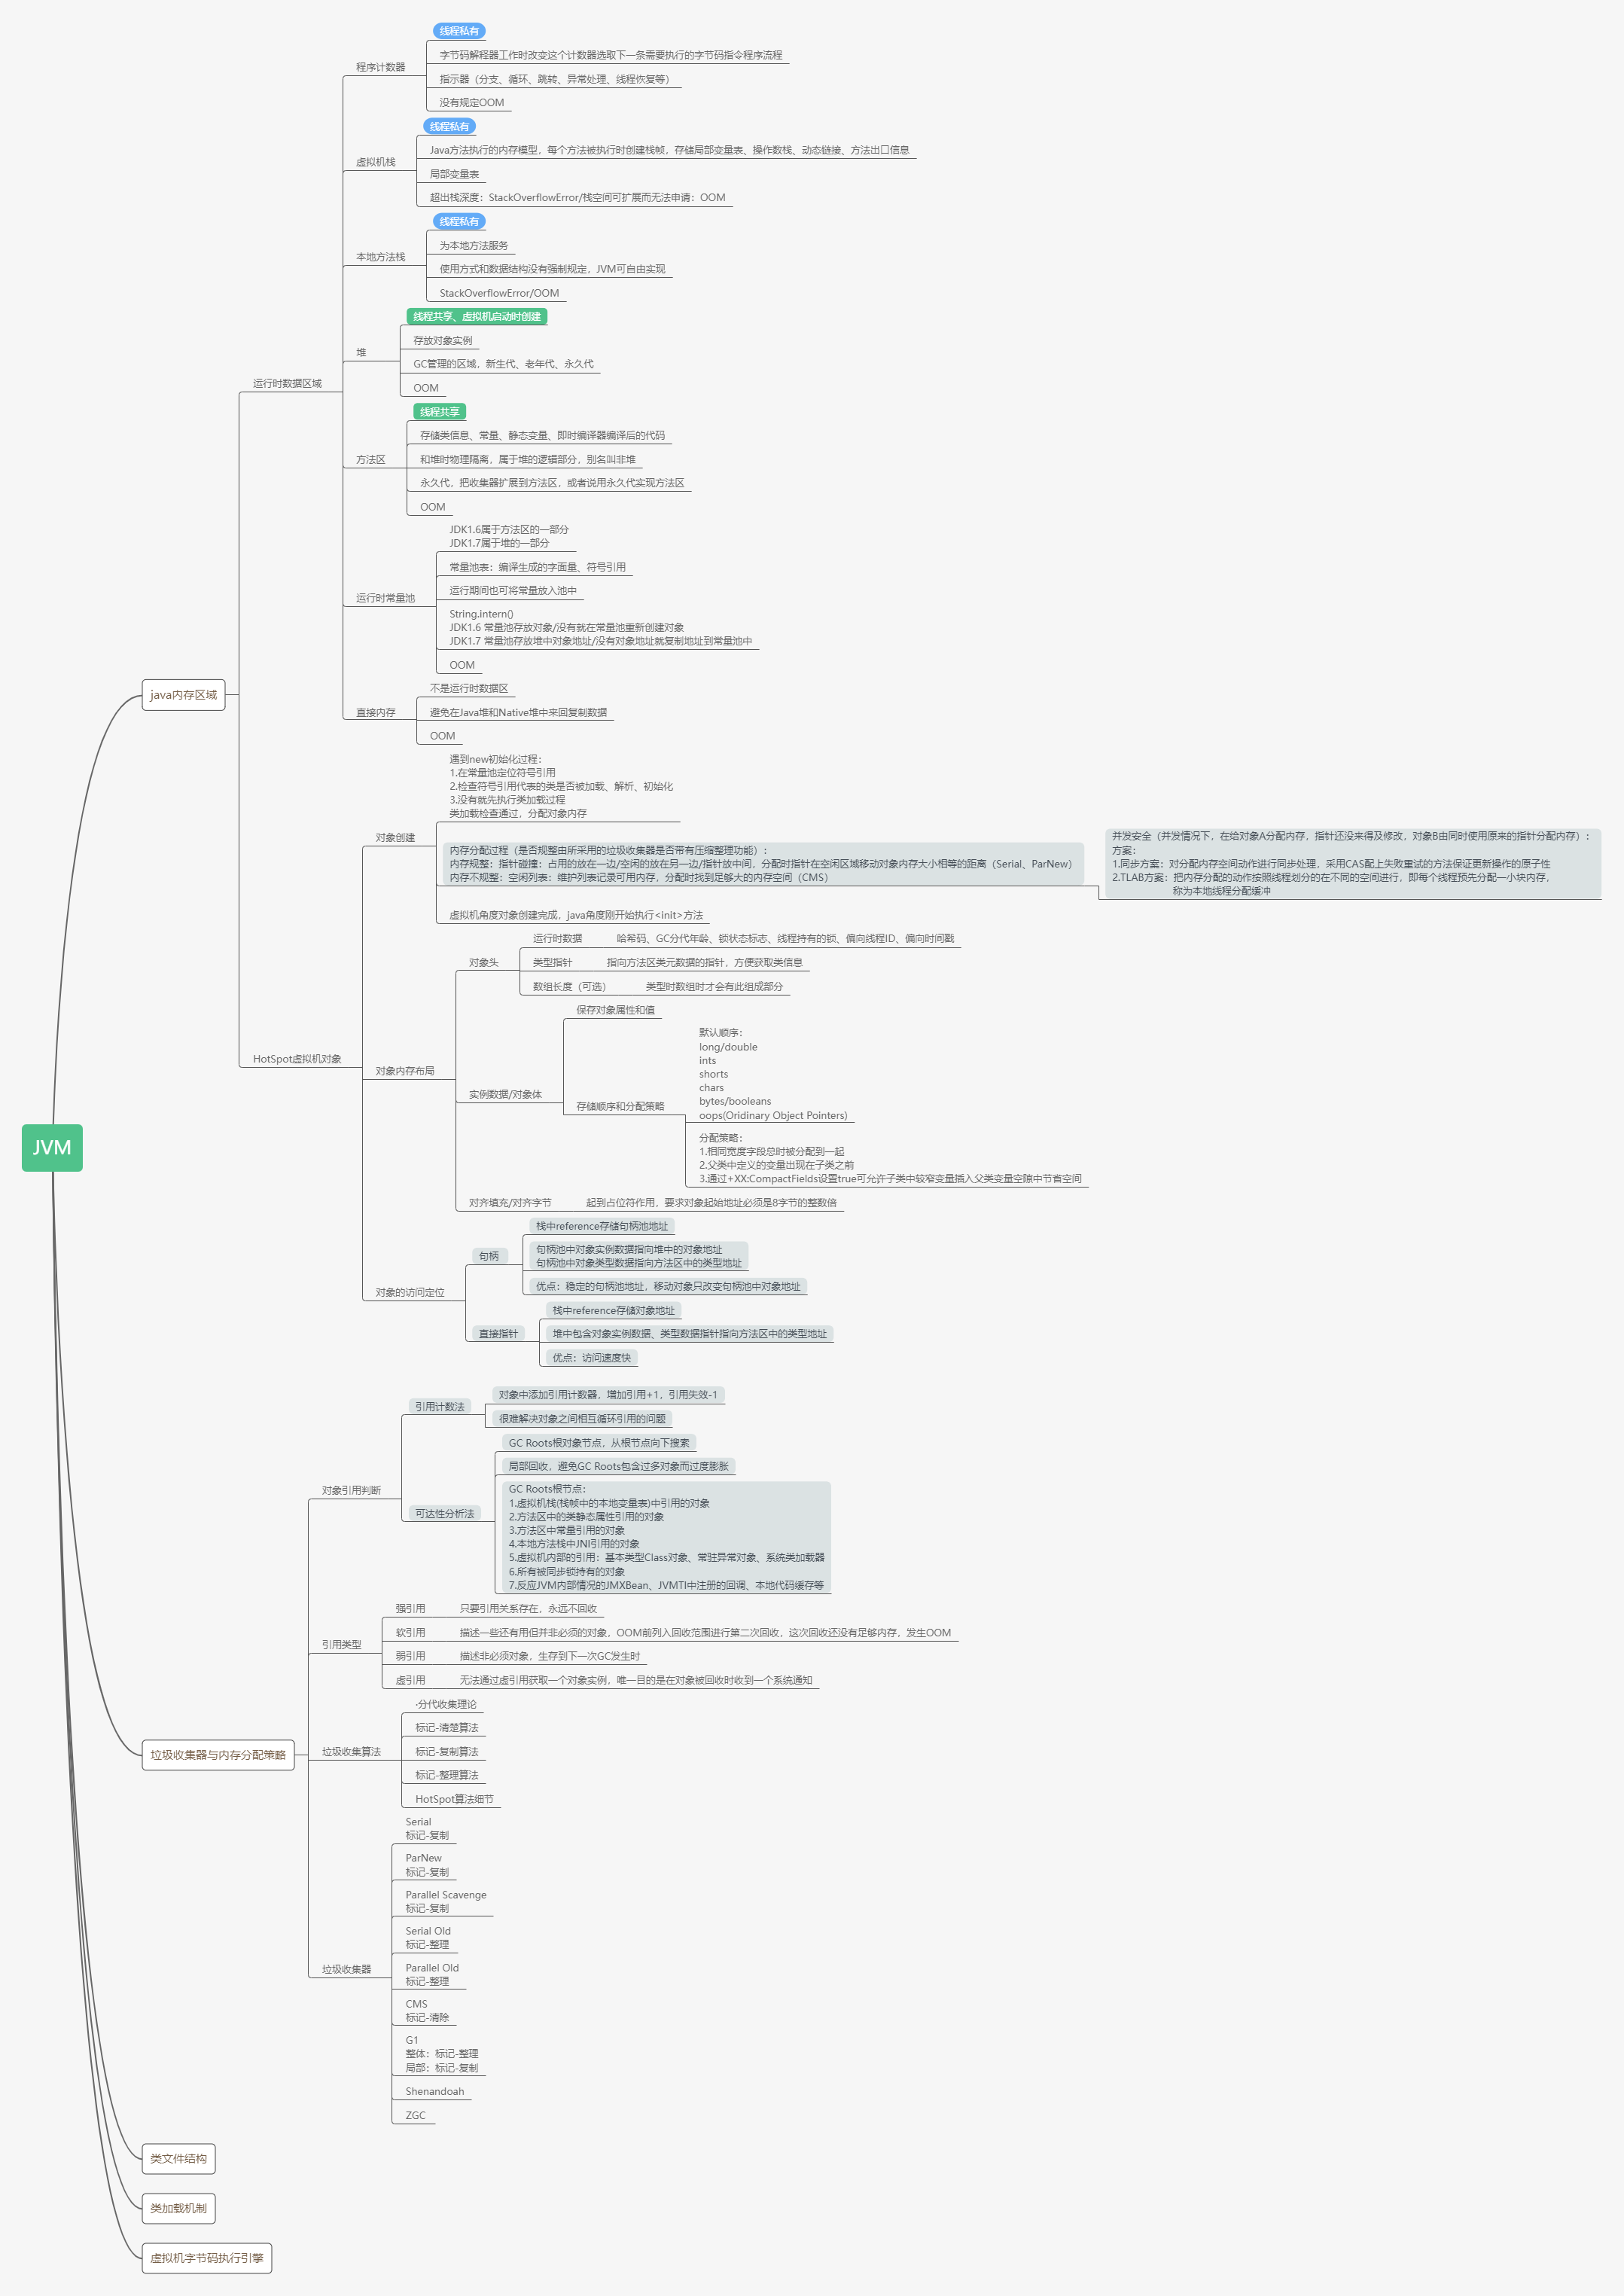 JVM
java内存区域
运行时数据区域
程序计数器
线程私有
字节码解释器工作时改变这个计数器选取下一条需要执行的字节码指令程序流程
指示器（分支、循环、跳转、异常处理、线程恢复等）
没有规定OOM
虚拟机栈
线程私有
Java方法执行的内存模型，每个方法被执行时创建栈帧，存储局部变量表、操作数栈、动态链接、方法出口信息
局部变量表
超出栈深度：StackOverflowError/栈空间可扩展而无法申请：OOM
本地方法栈
线程私有
为本地方法服务
使用方式和数据结构没有强制规定，JVM可自由实现
StackOverflowError/OOM
堆
线程共享、虚拟机启动时创建
存放对象实例
GC管理的区域，新生代、老年代、永久代
OOM
方法区
线程共享
存储类信息、常量、静态变量、即时编译器编译后的代码
和堆时物理隔离，属于堆的逻辑部分，别名叫非堆
永久代，把收集器扩展到方法区，或者说用永久代实现方法区
OOM
运行时常量池
JDK1.6属于方法区的一部分
JDK1.7属于堆的一部分
常量池表：编译生成的字面量、符号引用
运行期间也可将常量放入池中
String.intern()
JDK1.6 常量池存放对象/没有就在常量池重新创建对象
JDK1.7 常量池存放堆中对象地址/没有对象地址就复制地址到常量池中
OOM
直接内存
不是运行时数据区
避免在Java堆和Native堆中来回复制数据
OOM
HotSpot虚拟机对象
对象创建
遇到new初始化过程：
1.在常量池定位符号引用
2.检查符号引用代表的类是否被加载、解析、初始化
3.没有就先执行类加载过程
类加载检查通过，分配对象内存
内存分配过程（是否规整由所采用的垃圾收集器是否带有压缩整理功能）：
内存规整：指针碰撞：占用的放在一边/空闲的放在另一边/指针放中间，分配时指针在空闲区域移动对象内存大小相等的距离（Serial、ParNew）
内存不规整：空闲列表：维护列表记录可用内存，分配时找到足够大的内存空间（CMS）
并发安全（并发情况下，在给对象A分配内存，指针还没来得及修改，对象B由同时使用原来的指针分配内存）：
方案：
1.同步方案：对分配内存空间动作进行同步处理，采用CAS配上失败重试的方法保证更新操作的原子性
2.TLAB方案：把内存分配的动作按照线程划分的在不同的空间进行，即每个线程预先分配一小块内存，
称为本地线程分配缓冲
虚拟机角度对象创建完成，java角度刚开始执行<init>方法
对象内存布局
对象头
运行时数据
哈希码、GC分代年龄、锁状态标志、线程持有的锁、偏向线程ID、偏向时间戳
类型指针
指向方法区类元数据的指针，方便获取类信息
数组长度（可选）
类型时数组时才会有此组成部分
实例数据/对象体
保存对象属性和值
存储顺序和分配策略
默认顺序：
long/double
ints
shorts
chars
bytes/booleans
oops(Oridinary Object Pointers)
分配策略：
1.相同宽度字段总时被分配到一起
2.父类中定义的变量出现在子类之前
3.通过+XX:CompactFields设置true可允许子类中较窄变量插入父类变量空隙中节省空间
对齐填充/对齐字节
起到占位符作用，要求对象起始地址必须是8字节的整数倍
对象的访问定位
句柄
栈中reference存储句柄池地址
句柄池中对象实例数据指向堆中的对象地址
句柄池中对象类型数据指向方法区中的类型地址
优点：稳定的句柄池地址，移动对象只改变句柄池中对象地址
直接指针
栈中reference存储对象地址
堆中包含对象实例数据、类型数据指针指向方法区中的类型地址
优点：访问速度快
垃圾收集器与内存分配策略
对象引用判断
引用计数法
对象中添加引用计数器，增加引用+1，引用失效-1
很难解决对象之间相互循环引用的问题
可达性分析法
GC Roots根对象节点，从根节点向下搜索
局部回收，避免GC Roots包含过多对象而过度膨胀
GC Roots根节点：
1.虚拟机栈(栈帧中的本地变量表)中引用的对象
2.方法区中的类静态属性引用的对象
3.方法区中常量引用的对象
4.本地方法栈中JNI引用的对象
5.虚拟机内部的引用：基本类型Class对象、常驻异常对象、系统类加载器
6.所有被同步锁持有的对象
7.反应JVM内部情况的JMXBean、JVMTI中注册的回调、本地代码缓存等
引用类型
强引用
只要引用关系存在，永远不回收
软引用
描述一些还有用但并非必须的对象，OOM前列入回收范围进行第二次回收，这次回收还没有足够内存，发生OOM
弱引用
描述非必须对象，生存到下一次GC发生时
虚引用
无法通过虚引用获取一个对象实例，唯一目的是在对象被回收时收到一个系统通知
垃圾收集算法
·分代收集理论
标记-清楚算法
标记-复制算法
标记-整理算法
HotSpot算法细节
垃圾收集器
Serial
标记-复制
ParNew
标记-复制
Parallel Scavenge
标记-复制
Serial Old
标记-整理
Parallel Old
标记-整理
CMS
标记-清除
G1
整体：标记-整理
局部：标记-复制
Shenandoah
ZGC
类文件结构
类加载机制
虚拟机字节码执行引擎